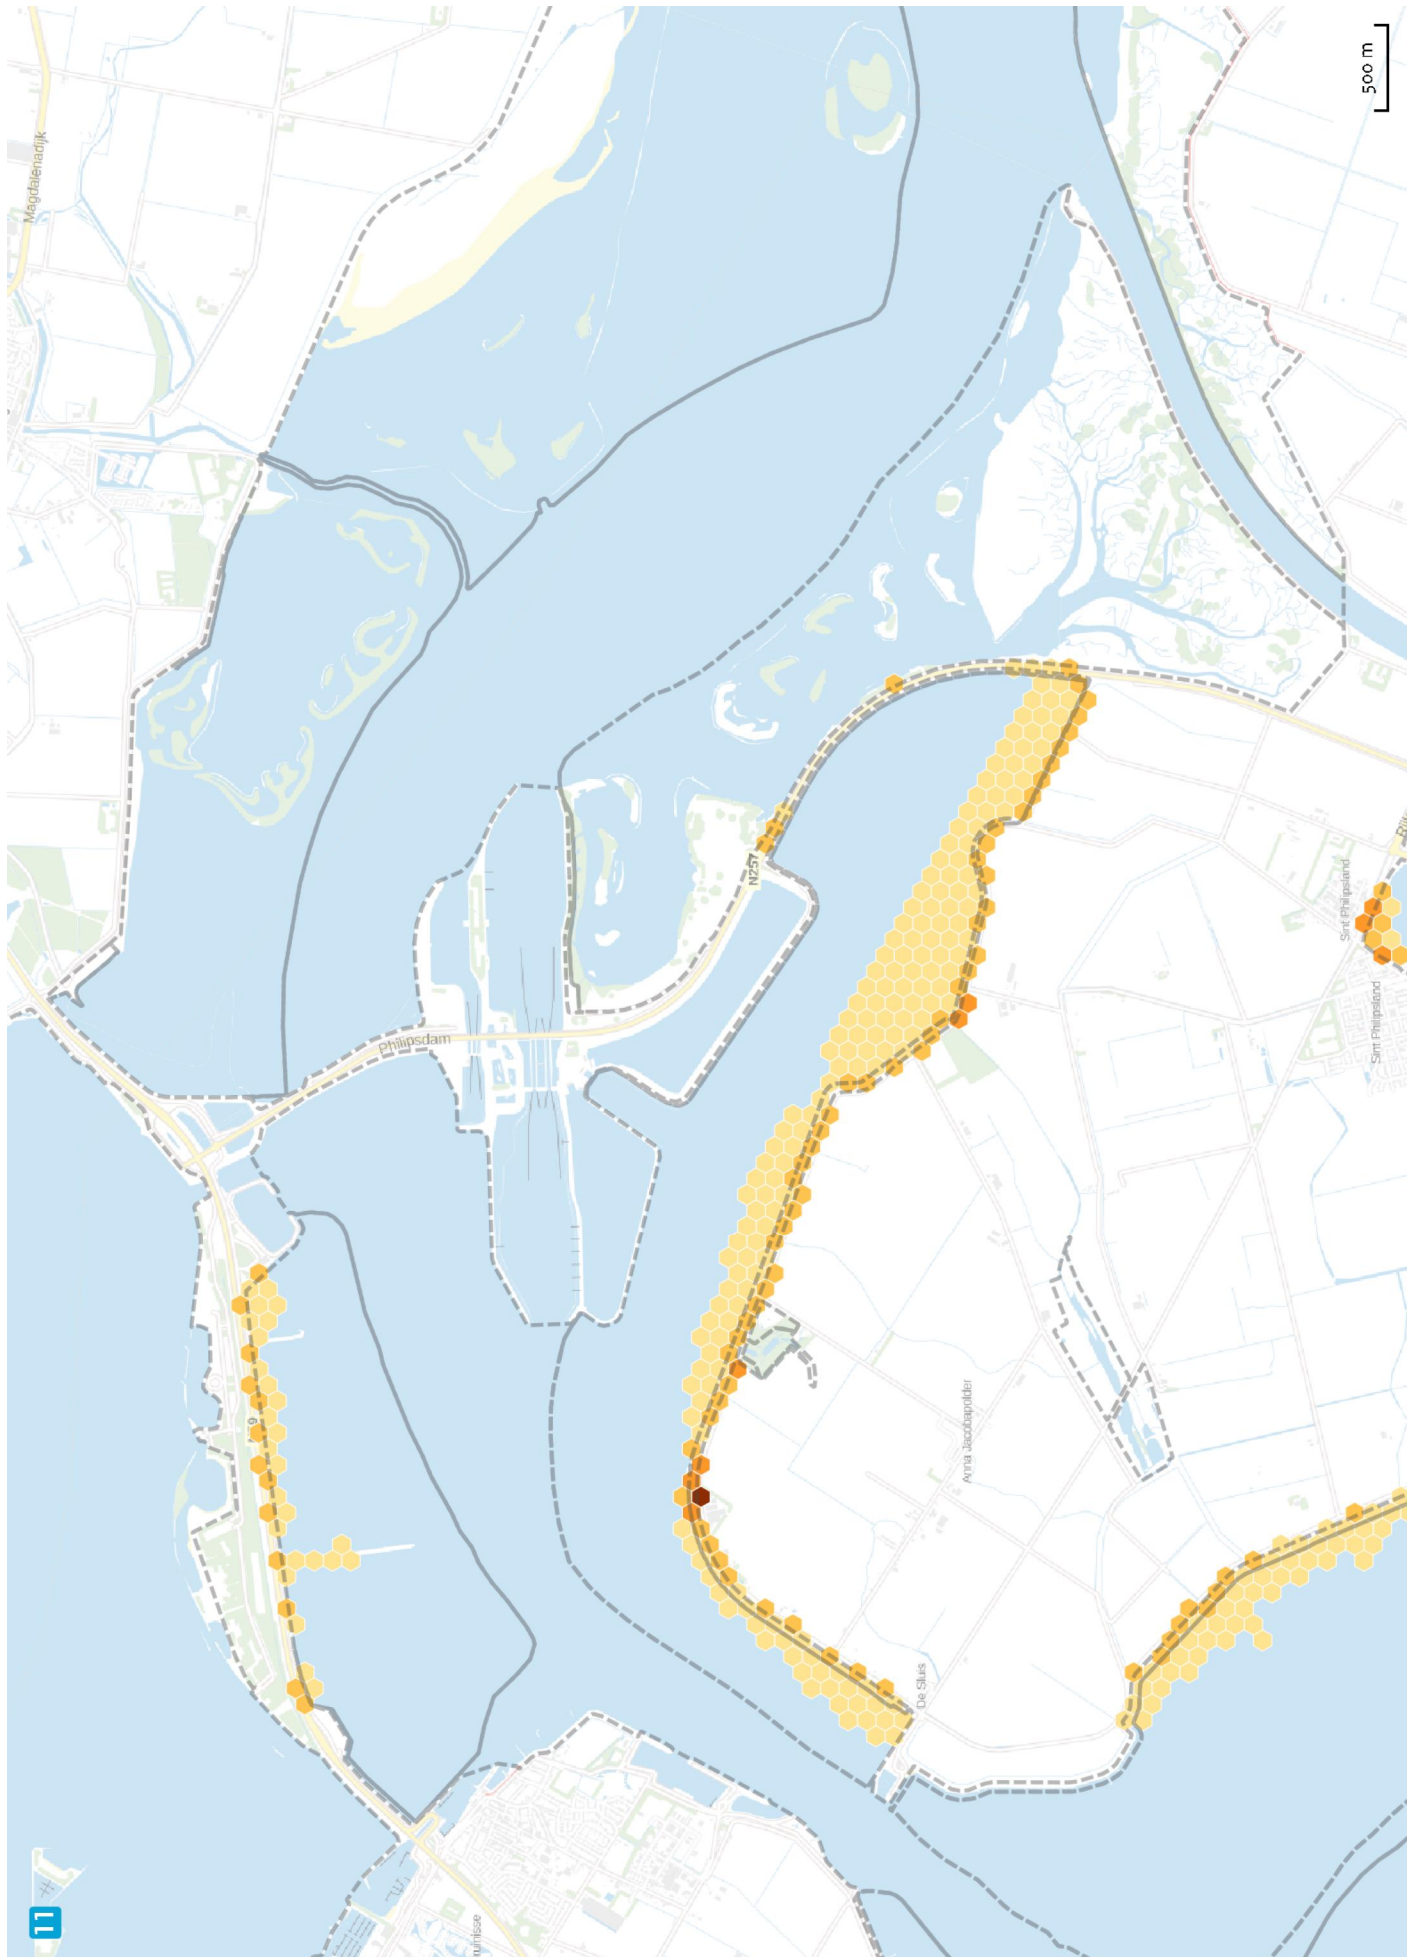 Magdalenadijk
500 m
Philipsdam
N257
Sint Philipsland
Sint Philipsland
Anna Jacobapolder
De Sluis
11